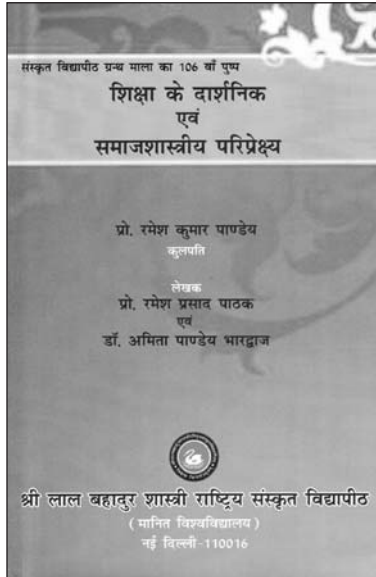 संस्कृत विद्यापीठ ग्रन्थ माला का 106 वाँ पुष्प
शिक्षा के दार्शनिक
एवं
समाजशास्त्रीय परिप्रेक्ष्य
प्रो. रमेश कुमार पाण्डेय
कुलपति
लेखक
प्रो. रमेश प्रसाद पाठक
एवं
डॉ. अमिता पाण्डेय भारद्वाज
श्री लाल बहादुर शास्त्री राष्ट्रिय संस्कृत विद्यापीठ
( मानित विश्वविद्यालय )
नई दिल्ली-110016